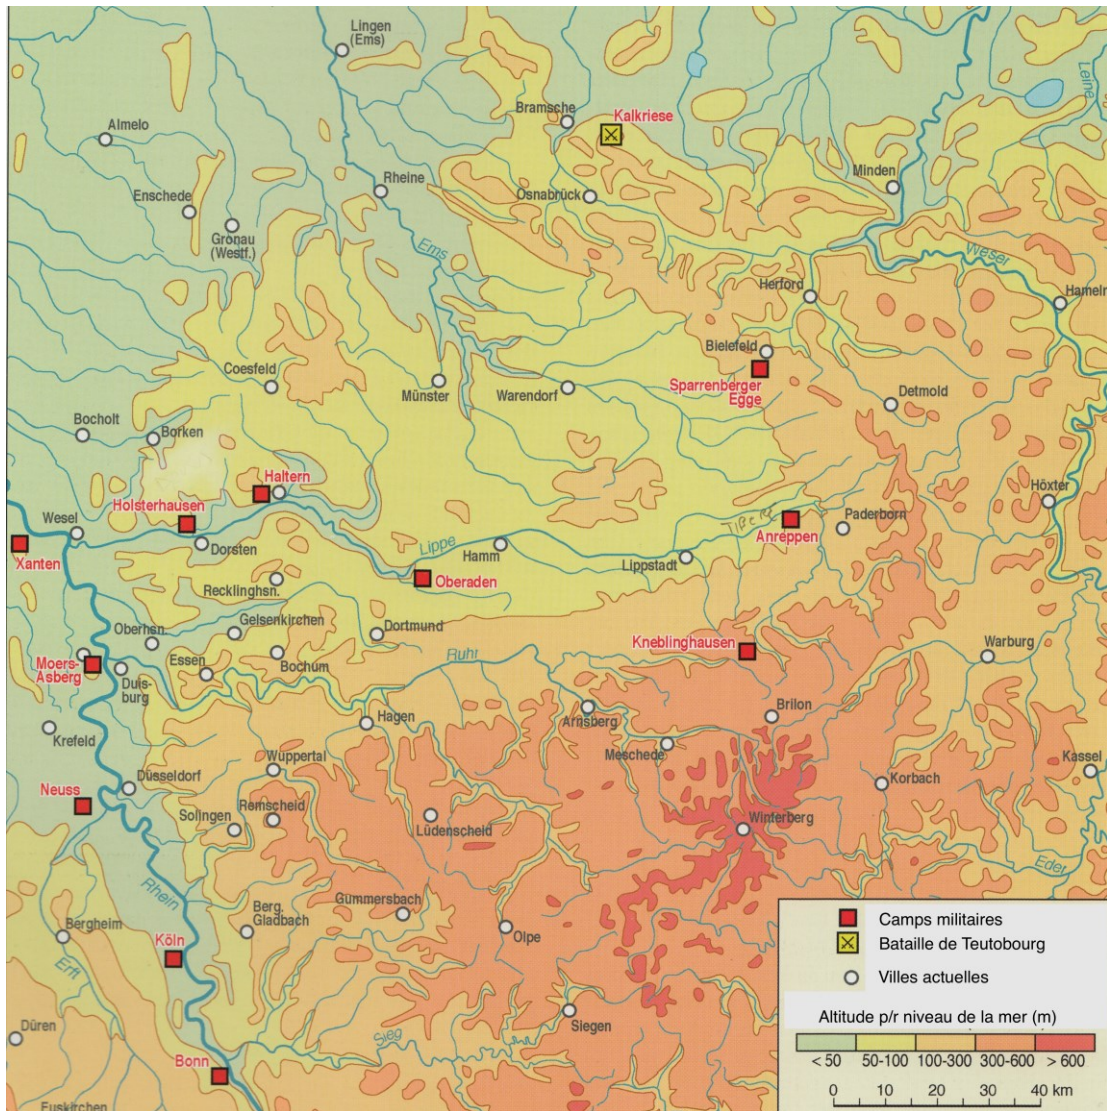 Lingen
(Ems)
Leine
Bramsche
Kalkriese
Almelo
Rheine
Minden
Enschede
Osnabrück
Gronau
(Westf.)
Ems
Weser
Herford
Hameln
Bielefeld
Coesfeld
Münster
Warendorf
Sparrenberger
Egge
Detmold
Bocholt
Borken
Haltern
Holsterhausen
Höxter
Wesel
Paderborn
Anreppen
Xanten
Dorsten
Lippe
Hamm
Lippstadt
Oberaden
Recklinghsn.
Gelsenkirchen
Dortmund
Oberhsn.
Kneblinghausen
Warburg
Moers-
Asberg
Essen
Bochum
Ruhr
Duis-
burg
Krefeld
Hagen
Arnsberg
Brilon
Meschede
Kassel
Wuppertal
Düsseldorf
Korbach
Neuss
Solingen
Remscheid
Lüdenscheid
Winterberg
Eder
Rhein
Gummersbach
Berg.
Gladbach
Bergheim
Olpe
Köln
Erft
Siegen
Düren
Sieg
Bonn
Euskirchen
Camps militaires
Bataille de Teutobourg
Villes actuelles
Altitude p/r niveau de la mer (m)
< 50 50-100 100-300 300-600 > 600
0 10 20 30 40 km